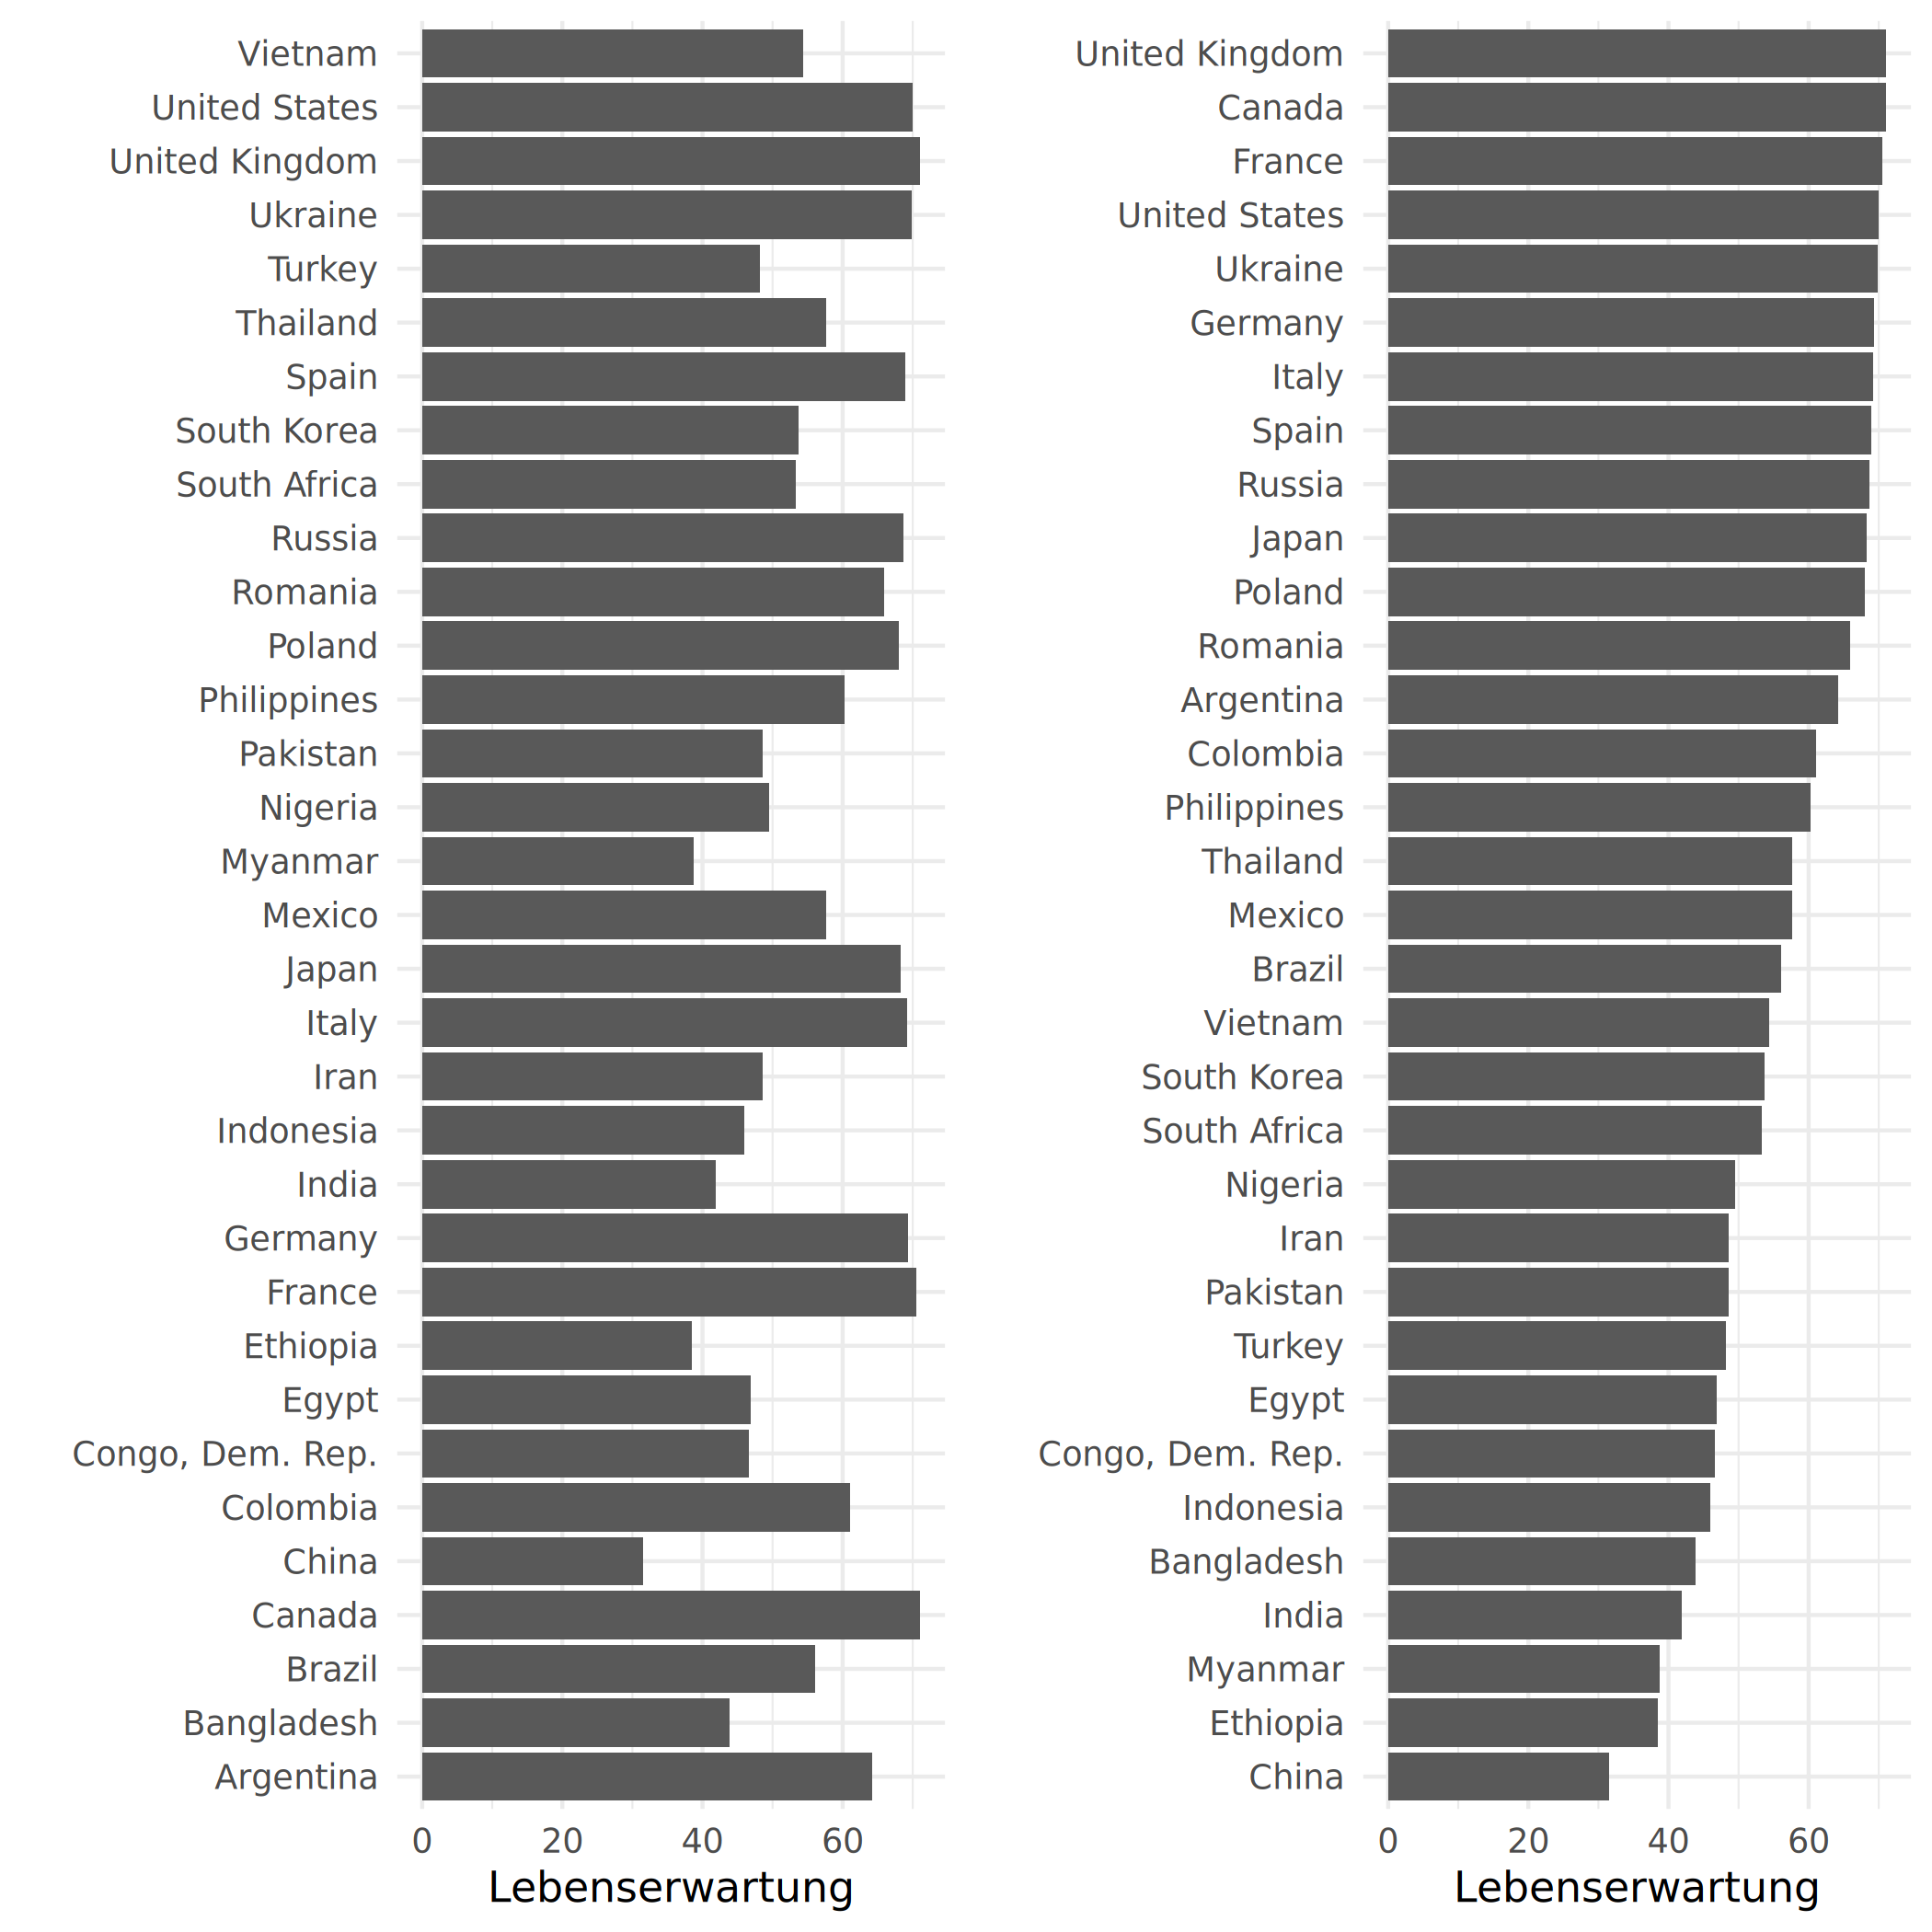 Vietnam
United States
United Kingdom
Ukraine
Turkey
Thailand
Spain
South Korea
South Africa
Russia
Romania
Poland
Philippines
Pakistan
Nigeria
Myanmar
Mexico
Japan
Italy
Iran
Indonesia
India
Germany
France
Ethiopia
Egypt
Congo, Dem. Rep.
Colombia
China
Canada
Brazil
Bangladesh
Argentina
0 20 40 60
Lebenserwartung
United Kingdom
Canada
France
United States
Ukraine
Germany
Italy
Spain
Russia
Japan
Poland
Romania
Argentina
Colombia
Philippines
Thailand
Mexico
Brazil
Vietnam
South Korea
South Africa
Nigeria
Iran
Pakistan
Turkey
Egypt
Congo, Dem. Rep.
Indonesia
Bangladesh
India
Myanmar
Ethiopia
China
0 20 40 60
Lebenserwartung